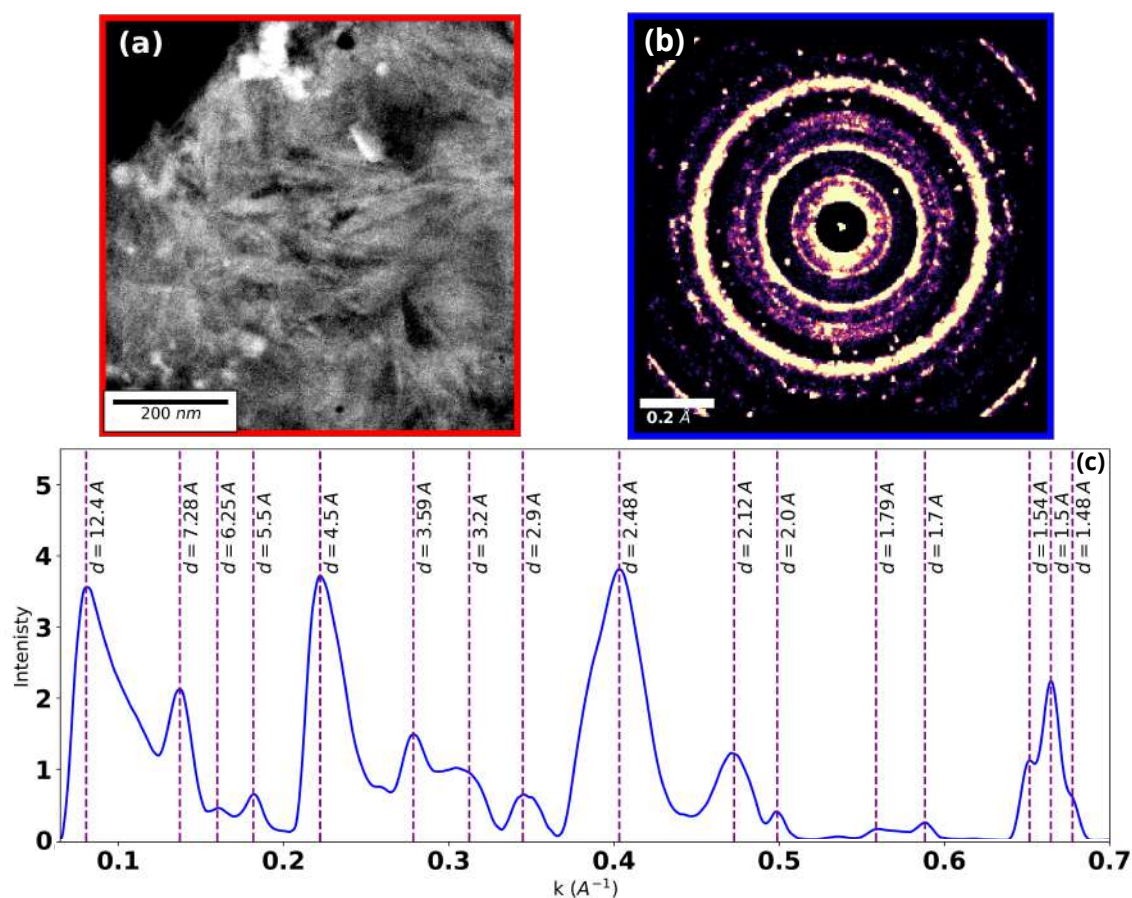 (a)
200 nm
(b)
0.2 Å
(c)
d = 12.4 A
d = 7.28 A
d = 6.25 A
d = 5.5 A
d = 4.5 A
d = 3.59 A
d = 3.2 A
d = 2.9 A
d = 2.48 A
d = 2.12 A
d = 2.0 A
d = 1.79 A
d = 1.7 A
d = 1.54 A
d = 1.5 A
d = 1.48 A
5
4
3
2
1
0
Intenisty
0.1 0.2 0.3 0.4 0.5 0.6 0.7
k (A⁻¹)